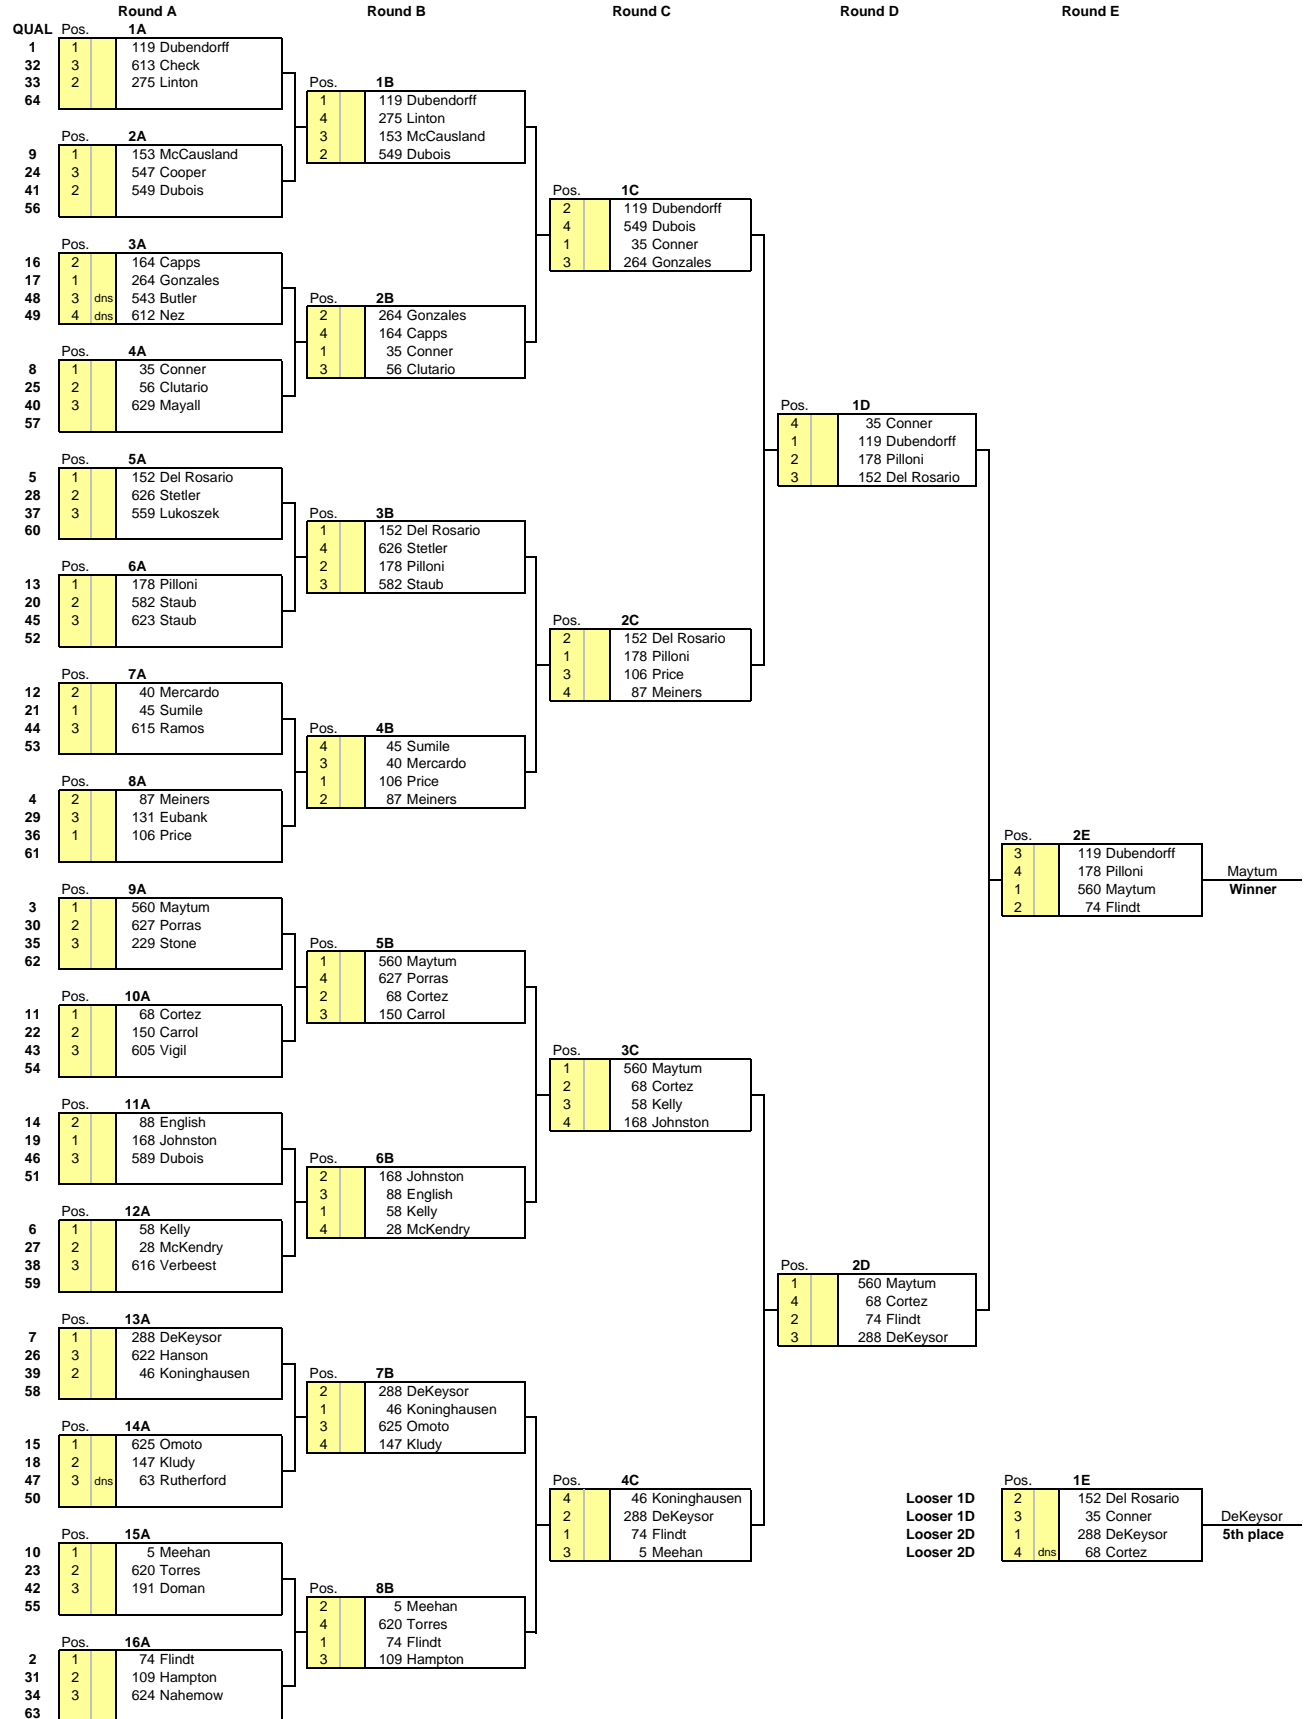 Round A Round B Round C Round D Round E
QUAL Pos. 1A
1 1 119 Dubendorff
32 3 613 Check
33 2 275 Linton
64
Pos. 2A
9 1 153 McCausland
24 3 547 Cooper
41 2 549 Dubois
56
Pos. 3A
16 2 164 Capps
17 1 264 Gonzales
48 3 dns 543 Butler
49 4 dns 612 Nez
Pos. 4A
8 1 35 Conner
25 2 56 Clutario
40 3 629 Mayall
57
Pos. 5A
5 1 152 Del Rosario
28 2 626 Stetler
37 3 559 Lukoszek
60
Pos. 6A
13 1 178 Pilloni
20 2 582 Staub
45 3 623 Staub
52
Pos. 7A
12 2 40 Mercardo
21 1 45 Sumile
44 3 615 Ramos
53
Pos. 8A
4 2 87 Meiners
29 3 131 Eubank
36 1 106 Price
61
Pos. 9A
3 1 560 Maytum
30 2 627 Porras
35 3 229 Stone
62
Pos. 10A
11 1 68 Cortez
22 2 150 Carrol
43 3 605 Vigil
54
Pos. 11A
14 2 88 English
19 1 168 Johnston
46 3 589 Dubois
51
Pos. 12A
6 1 58 Kelly
27 2 28 McKendry
38 3 616 Verbeest
59
Pos. 13A
7 1 288 DeKeysor
26 3 622 Hanson
39 2 46 Koninghausen
58
Pos. 14A
15 1 625 Omoto
18 2 147 Kludy
47 3 dns 63 Rutherford
50
Pos. 15A
10 1 5 Meehan
23 2 620 Torres
42 3 191 Doman
55
Pos. 16A
2 1 74 Flindt
31 2 109 Hampton
34 3 624 Nahemow
63
Pos. 1B
1 119 Dubendorff
4 275 Linton
3 153 McCausland
2 549 Dubois
Pos. 2B
2 264 Gonzales
4 164 Capps
1 35 Conner
3 56 Clutario
Pos. 3B
1 152 Del Rosario
4 626 Stetler
2 178 Pilloni
3 582 Staub
Pos. 4B
4 45 Sumile
3 40 Mercardo
1 106 Price
2 87 Meiners
Pos. 5B
1 560 Maytum
4 627 Porras
2 68 Cortez
3 150 Carrol
Pos. 6B
2 168 Johnston
3 88 English
1 58 Kelly
4 28 McKendry
Pos. 7B
2 288 DeKeysor
1 46 Koninghausen
3 625 Omoto
4 147 Kludy
Pos. 8B
2 5 Meehan
4 620 Torres
1 74 Flindt
3 109 Hampton
Pos. 1C
2 119 Dubendorff
4 549 Dubois
1 35 Conner
3 264 Gonzales
Pos. 2C
2 152 Del Rosario
1 178 Pilloni
3 106 Price
4 87 Meiners
Pos. 3C
1 560 Maytum
2 68 Cortez
3 58 Kelly
4 168 Johnston
Pos. 4C
4 46 Koninghausen
2 288 DeKeysor
1 74 Flindt
3 5 Meehan
Pos. 1D
4 35 Conner
1 119 Dubendorff
2 178 Pilloni
3 152 Del Rosario
Pos. 2D
1 560 Maytum
4 68 Cortez
2 74 Flindt
3 288 DeKeysor
Pos. 2E
3 119 Dubendorff
4 178 Pilloni Maytum
1 560 Maytum Winner
2 74 Flindt
Pos. 1E
Looser 1D 2 152 Del Rosario
Looser 1D 3 35 Conner DeKeysor
Looser 2D 1 288 DeKeysor 5th place
Looser 2D 4 dns 68 Cortez